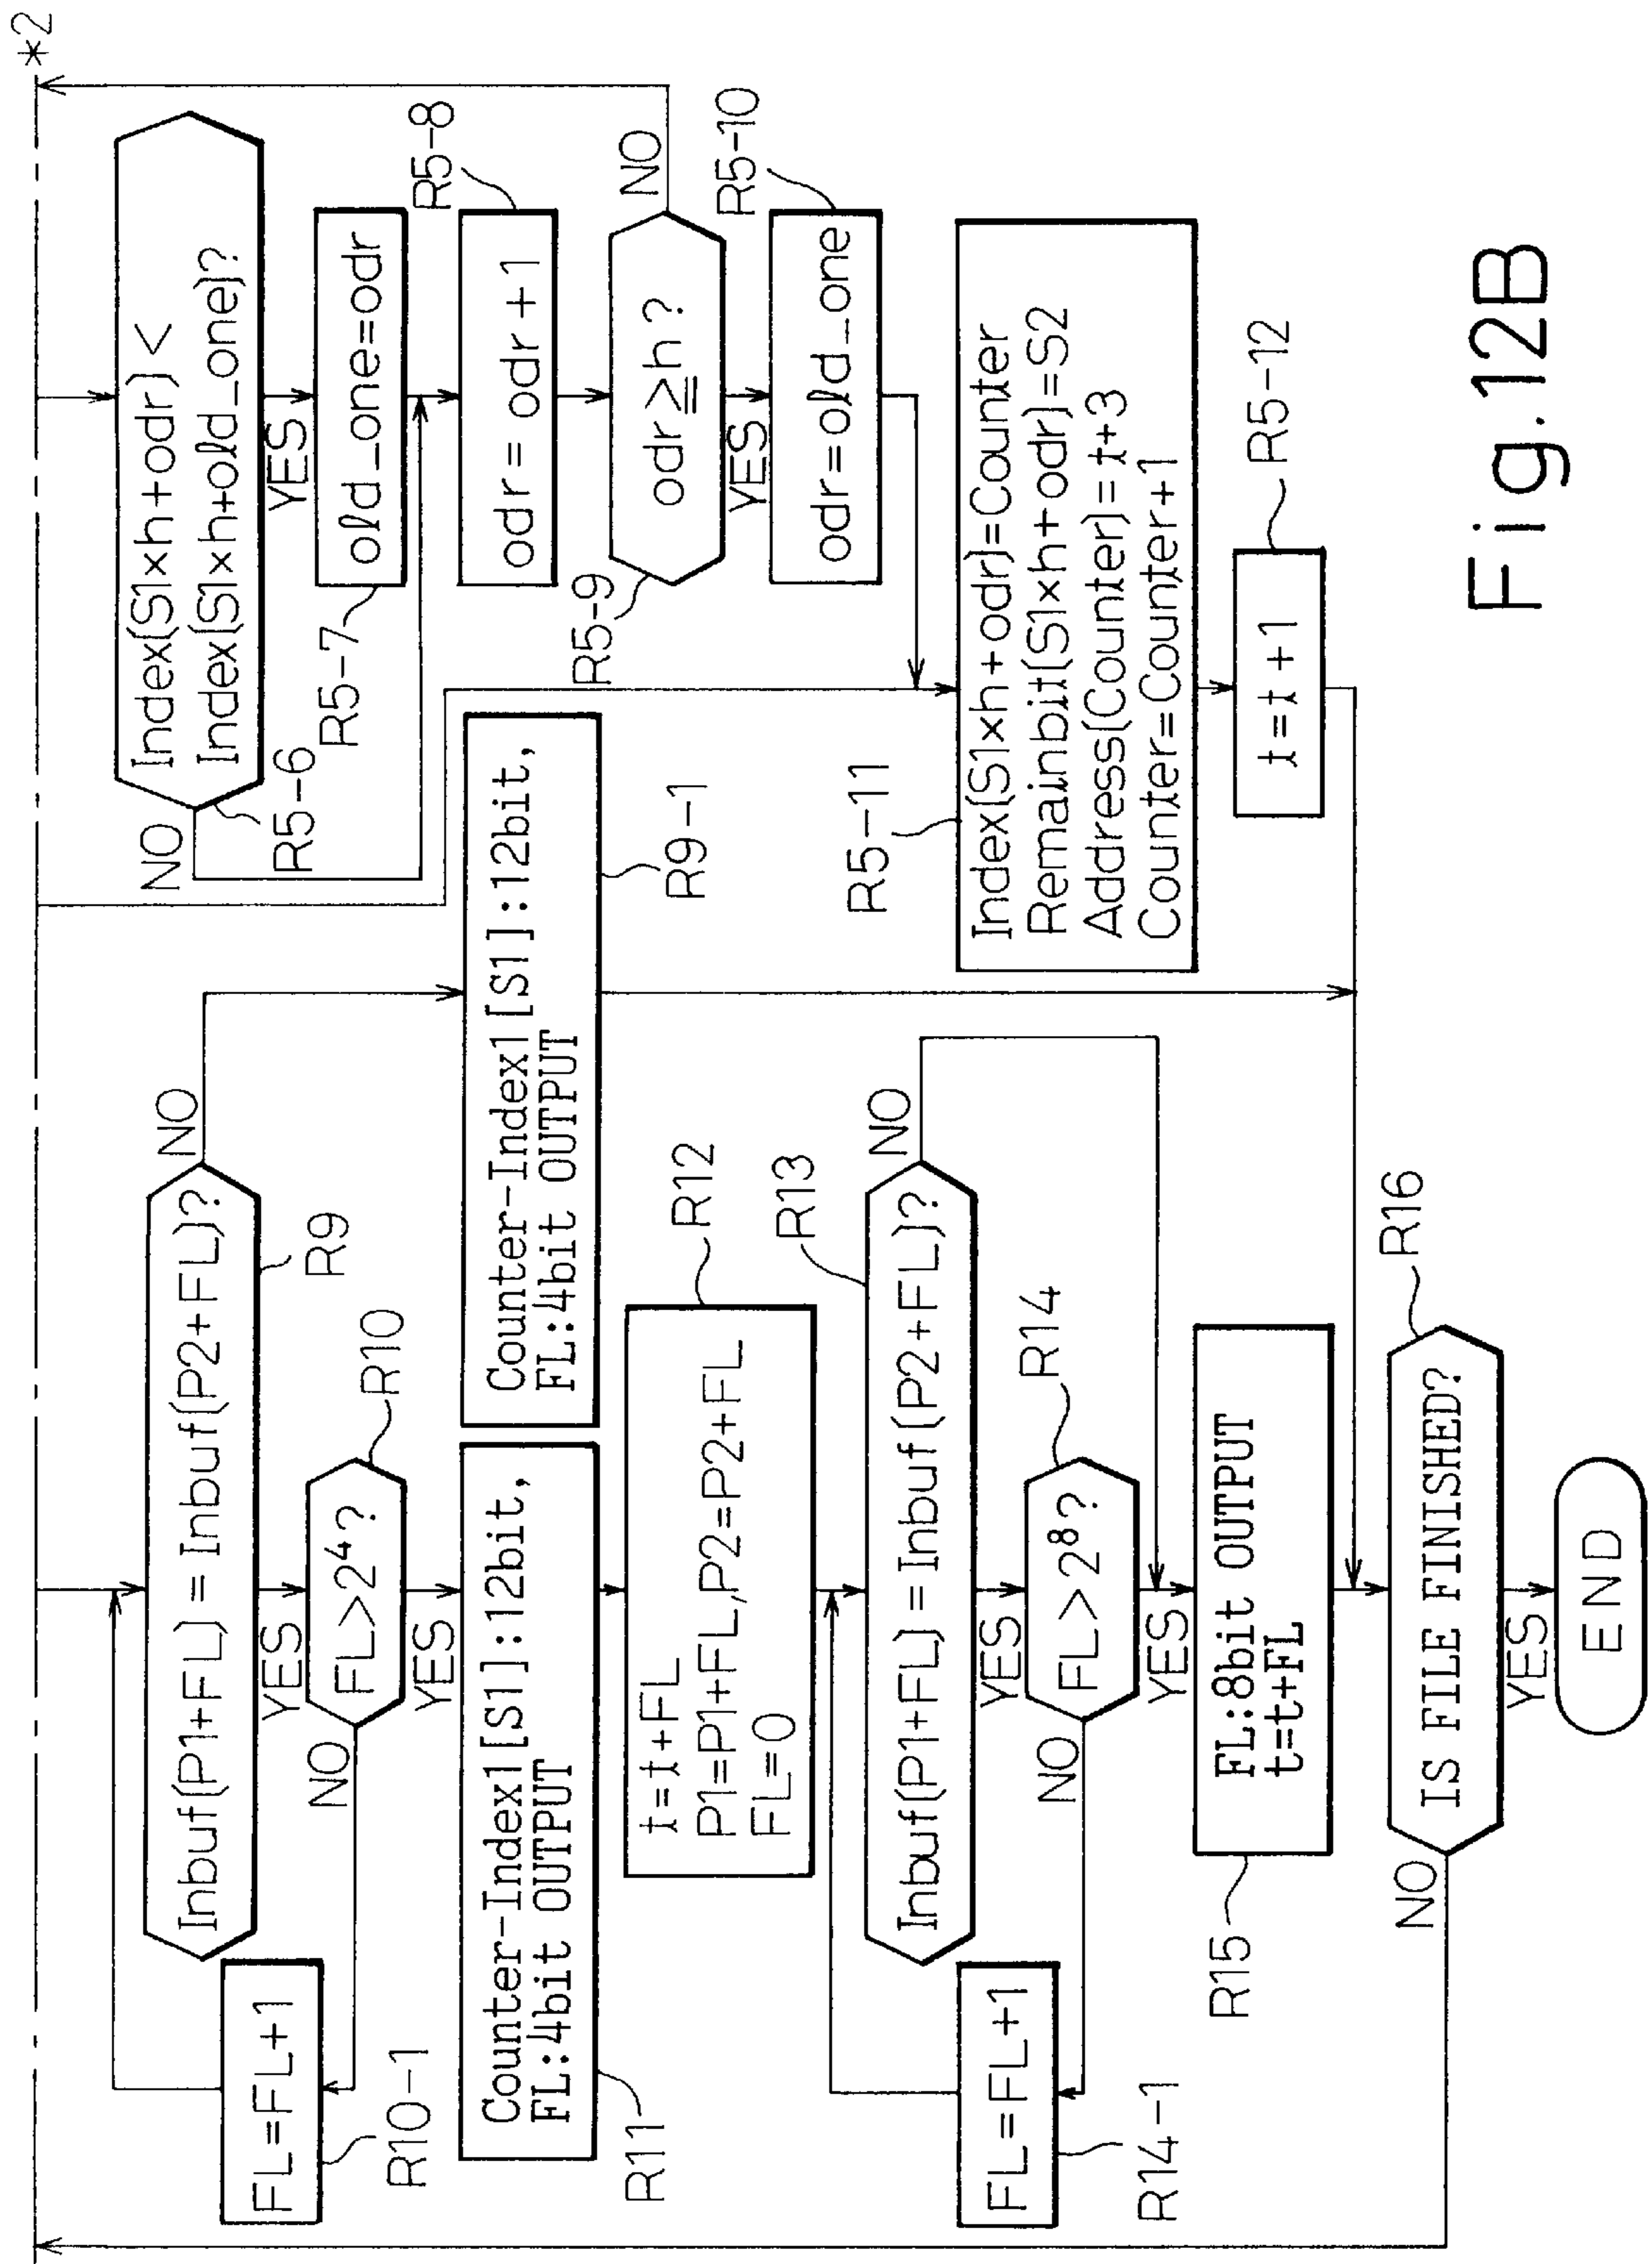 *2
Inbuf(P1+FL) = Inbuf(P2+FL)?
NO
R9
YES
FL>2⁴?
R10
NO
YES
FL=FL+1
R10-1
Counter-Index1[S1]:12bit,
FL:4bit OUTPUT
R11
Counter-Index1[S1]:12bit,
FL:4bit OUTPUT
R9-1
t=t+FL
P1=P1+FL,P2=P2+FL
FL=0
R12
Inbuf(P1+FL)=Inbuf(P2+FL)?
R13
NO
YES
FL>2⁸?
R14
NO
YES
FL=FL+1
R14-1
FL:8bit OUTPUT
t=t+FL
R15
IS FILE FINISHED?
R16
NO
YES
END
Index(S1×h+odr)<
Index(S1×h+old_one)?
NO
R5-6
YES
old_one=odr
R5-7
odr= odr+1
R5-8
odr≧h?
R5-9
NO
YES
odr=old_one
R5-10
Index(S1×h+odr)=Counter
Remainbit(S1×h+odr)=S2
Address(Counter)=t+3
Counter=Counter+1
R5-11
t=t+1
R5-12
Fig.12B